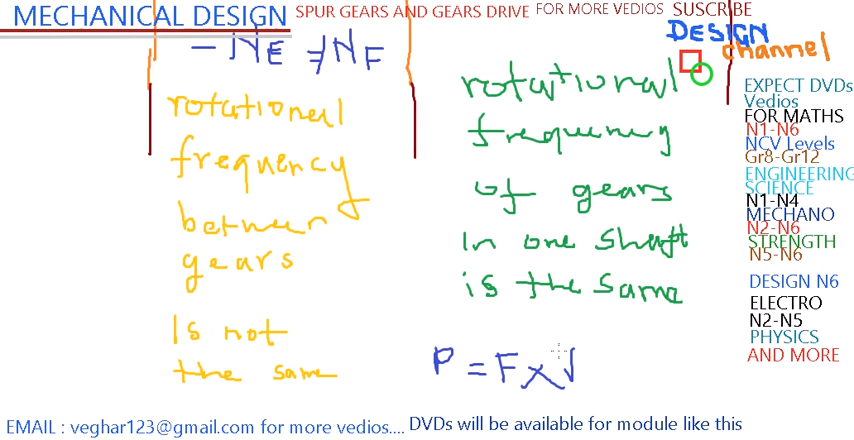 MECHANICAL DESIGN SPUR GEARS AND GEARS DRIVE FOR MORE VEDIOS SUSCRIBE
DESIGN
channel
- NE ≠ NF
rotational
frequency
between
gears
Is not
the same
rotational
frequency
of gears
in one shaft
is the same
P = F × V
EXPECT DVDs
Vedios
FOR MATHS
N1-N6
NCV Levels
Gr8-Gr12
ENGINEERING
SCIENCE
N1-N4
MECHANO
N2-N6
STRENGTH
N5-N6
DESIGN N6
ELECTRO
N2-N5
PHYSICS
AND MORE
EMAIL : veghar123@gmail.com for more vedios.... DVDs will be available for module like this